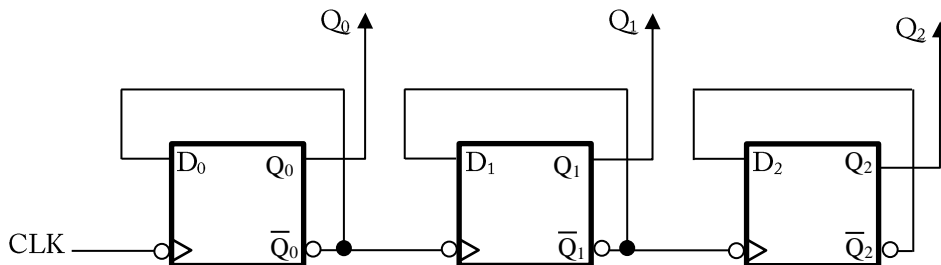 Q₀ Q₁ Q₂
D₀ Q₀ D₁ Q₁ D₂ Q₂
CLK Q̅₀ Q̅₁ Q̅₂